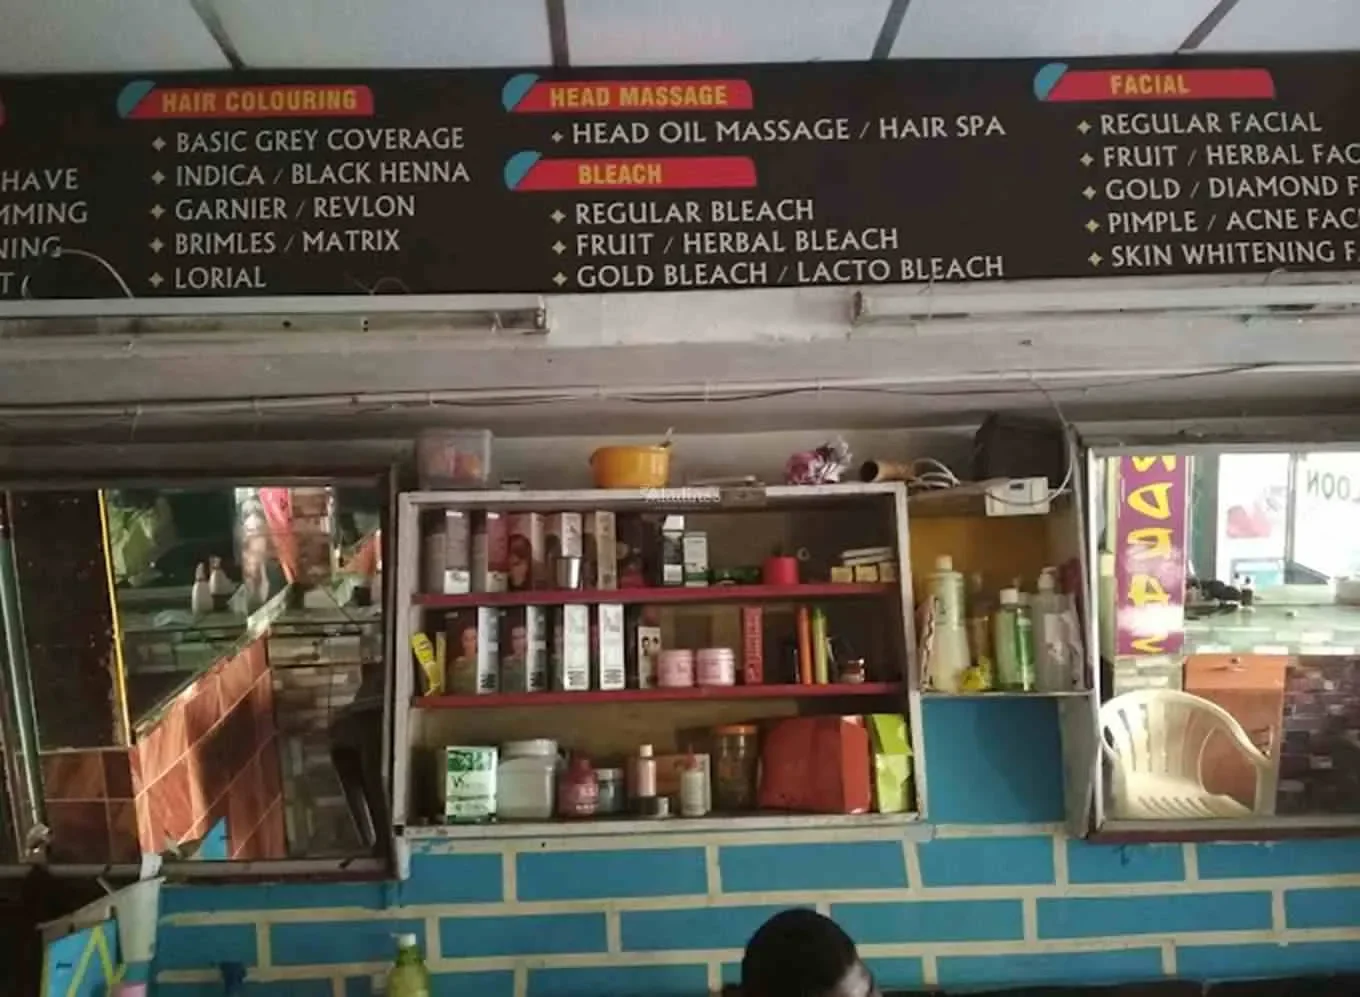 HAVE
MMING
NING
T (
HAIR COLOURING
BASIC GREY COVERAGE
INDICA / BLACK HENNA
GARNIER / REVLON
BRIMLES / MATRIX
LORIAL
HEAD MASSAGE
HEAD OIL MASSAGE / HAIR SPA
BLEACH
REGULAR BLEACH
FRUIT / HERBAL BLEACH
GOLD BLEACH / LACTO BLEACH
FACIAL
REGULAR FACIAL
FRUIT / HERBAL FAC
GOLD / DIAMOND F
PIMPLE / ACNE FAC
SKIN WHITENING FA
LOON